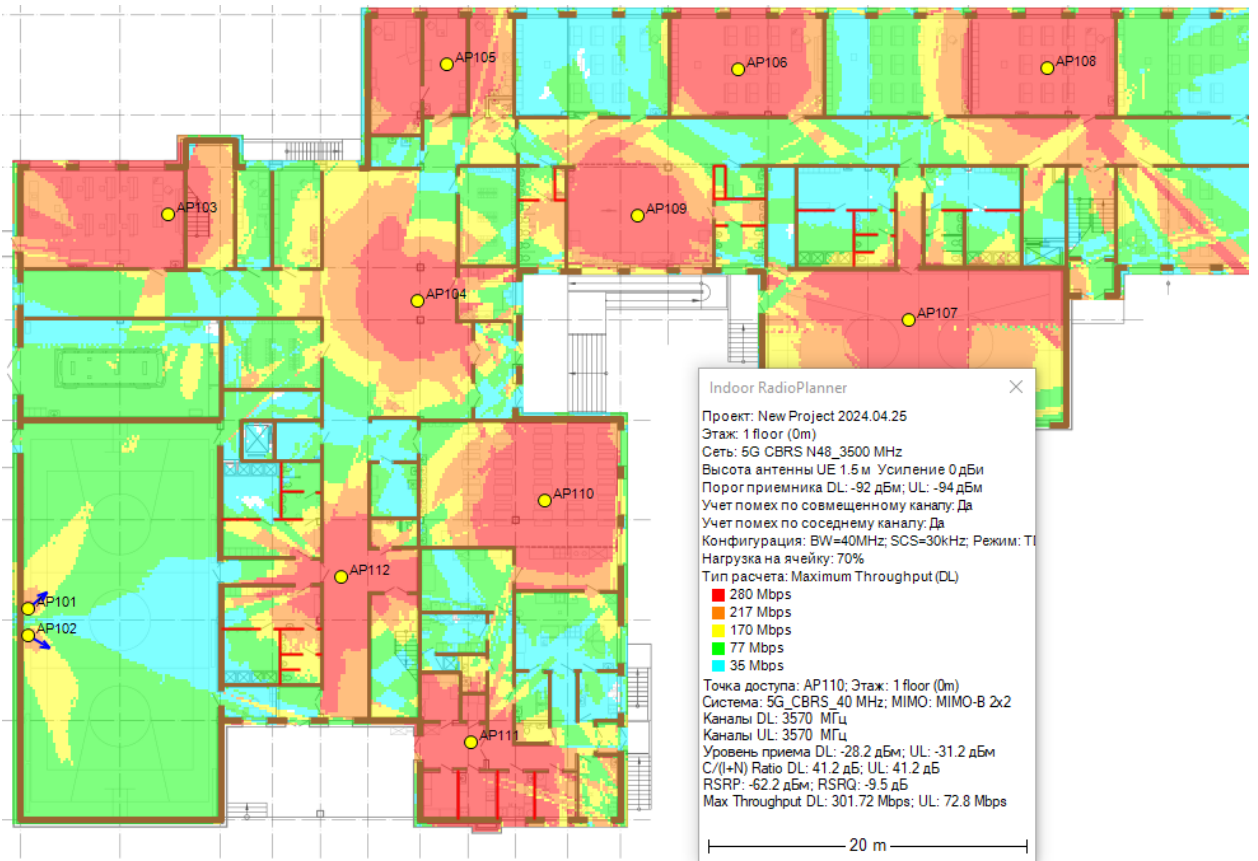 AP105
AP106
AP108
AP103
AP109
AP104
AP107
Indoor RadioPlanner
Проект: New Project 2024.04.25
Этаж: 1 floor (0m)
Сеть: 5G CBRS N48_3500 MHz
Высота антенны UE 1.5 м Усиление 0 дБи
Порог приемника DL: -92 дБм; UL: -94 дБм
Учет помех по совмещенному каналу: Да
Учет помех по соседнему каналу: Да
Конфигурация: BW=40MHz; SCS=30kHz; Режим: TI
Нагрузка на ячейку: 70%
Тип расчета: Maximum Throughput (DL)
280 Mbps
217 Mbps
170 Mbps
77 Mbps
35 Mbps
Точка доступа: AP110; Этаж: 1 floor (0m)
Система: 5G_CBRS_40 MHz; MIMO: MIMO-B 2x2
Каналы DL: 3570 МГц
Каналы UL: 3570 МГц
Уровень приема DL: -28.2 дБм; UL: -31.2 дБм
C/(I+N) Ratio DL: 41.2 дБ; UL: 41.2 дБ
RSRP: -62.2 дБм; RSRQ: -9.5 дБ
Max Throughput DL: 301.72 Mbps; UL: 72.8 Mbps
20 m
AP110
AP112
AP101
AP102
AP111